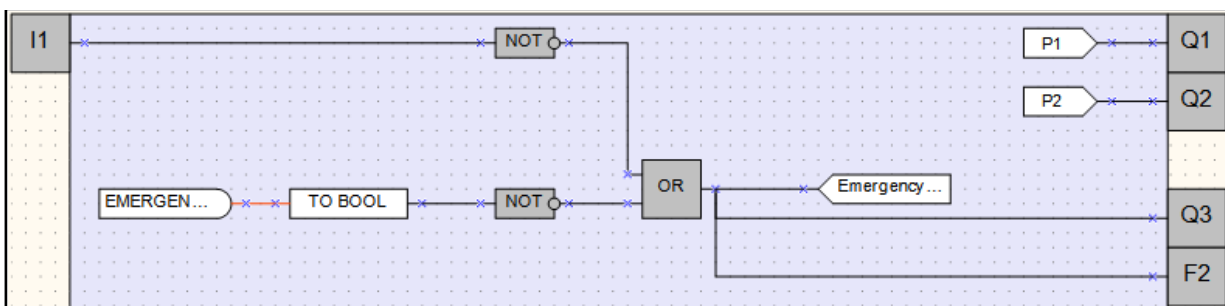 I1
NOT
P1
Q1
P2
Q2
OR
EMERGEN...
TO BOOL
NOT
Emergency...
Q3
F2